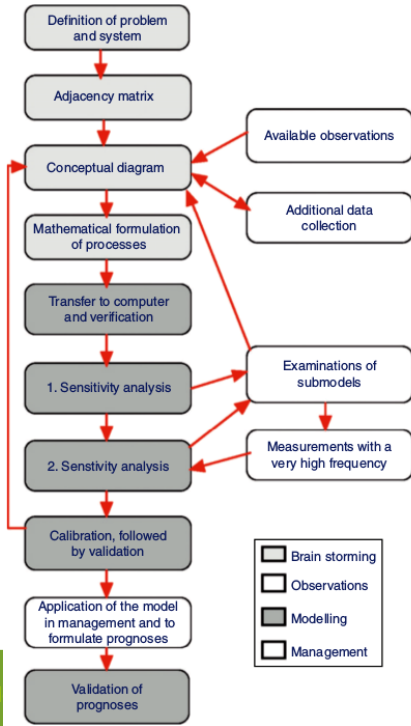 Definition of problem
and system
Adjacency matrix
Available observations
Conceptual diagram
Additional data
collection
Mathematical formulation
of processes
Transfer to computer
and verification
1. Sensitivity analysis
Examinations of
submodels
2. Senstivity analysis
Measurements with a
very high frequency
Calibration, followed
by validation
Brain storming
Observations
Modelling
Management
Application of the model
in management and to
formulate prognoses
Validation of
prognoses